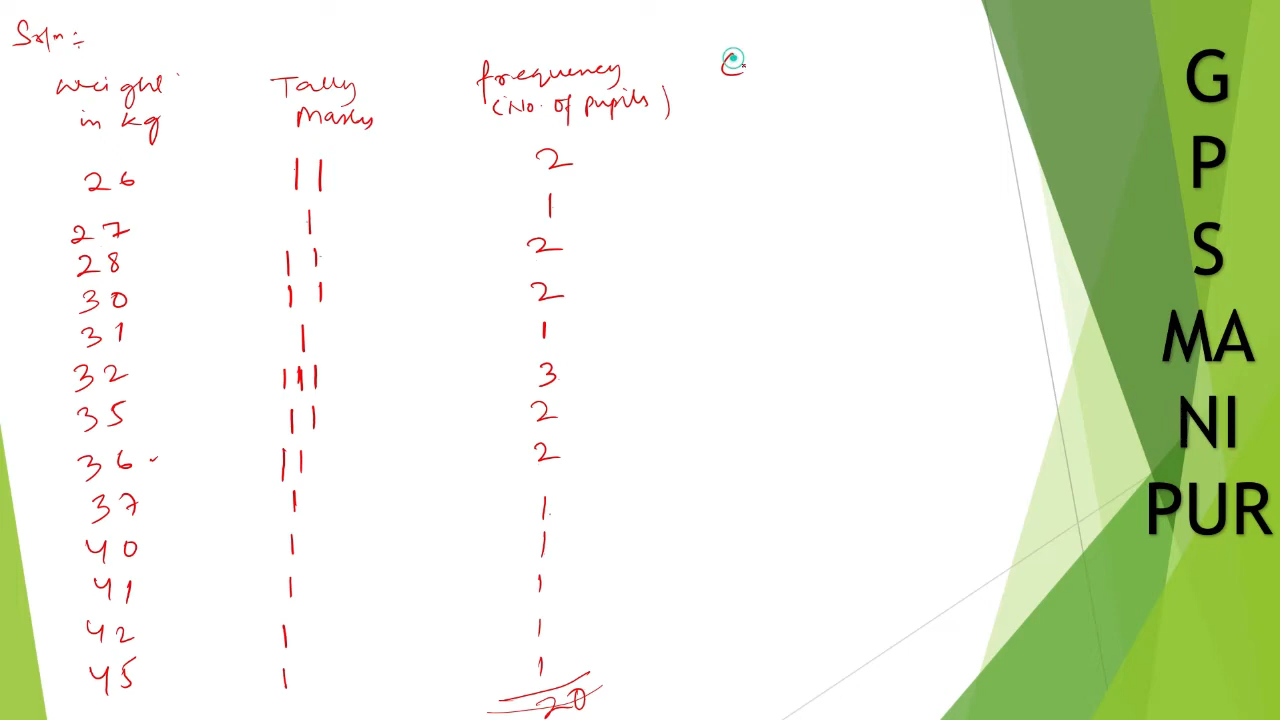 Soln:-
Weight in kg Tally Marks frequency (No. of pupils) C
26 || 2
27 | 1
28 || 2
30 || 2
31 | 1
32 ||| 3
35 || 2
36 || 2
37 | 1
40 | 1
41 | 1
42 | 1
45 | 1
20
G
P
S
MA
NI
PUR